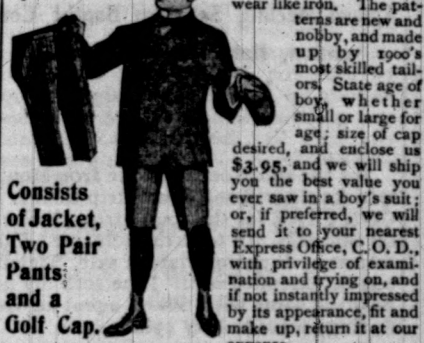 wear like iron. The pat-
terns are new and
nobby, and made
up by 1900's
most skilled tail-
ors. State age of
boy, whether
small or large for
age; size of cap
desired, and enclose us
$3.95, and we will ship
you the best value you
ever saw in a boy's suit;
or, if preferred, we will
send it to your nearest
Express Office, C. O. D.,
with privilege of exami-
nation and trying on, and
if not instantly impressed
by its appearance, fit and
make up, return it at our
Consists
of Jacket,
Two Pair
Pants
and a
Golf Cap.